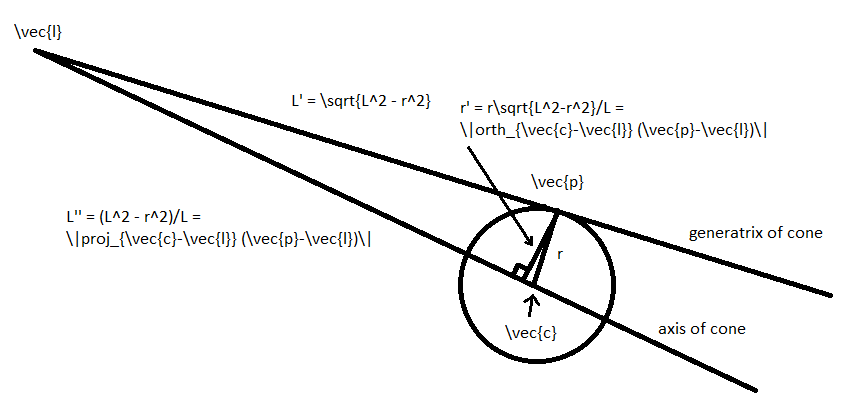 \vec{l}
L' = \sqrt{L^2 - r^2}
r' = r\sqrt{L^2-r^2}/L =
\|orth_{\vec{c}-\vec{l}} (\vec{p}-\vec{l})\|
\vec{p}
L'' = (L^2 - r^2)/L =
\|proj_{\vec{c}-\vec{l}} (\vec{p}-\vec{l})\|
generatrix of cone
r
\vec{c}
axis of cone